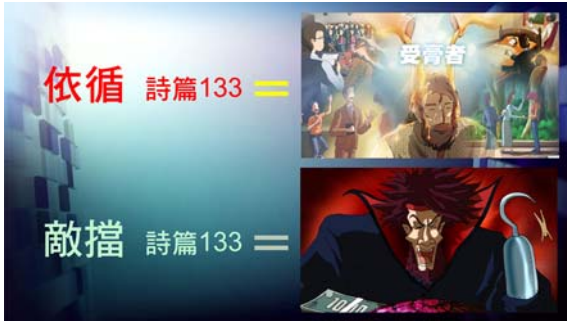 依循 詩篇133 =
受膏者
敵擋 詩篇133 =